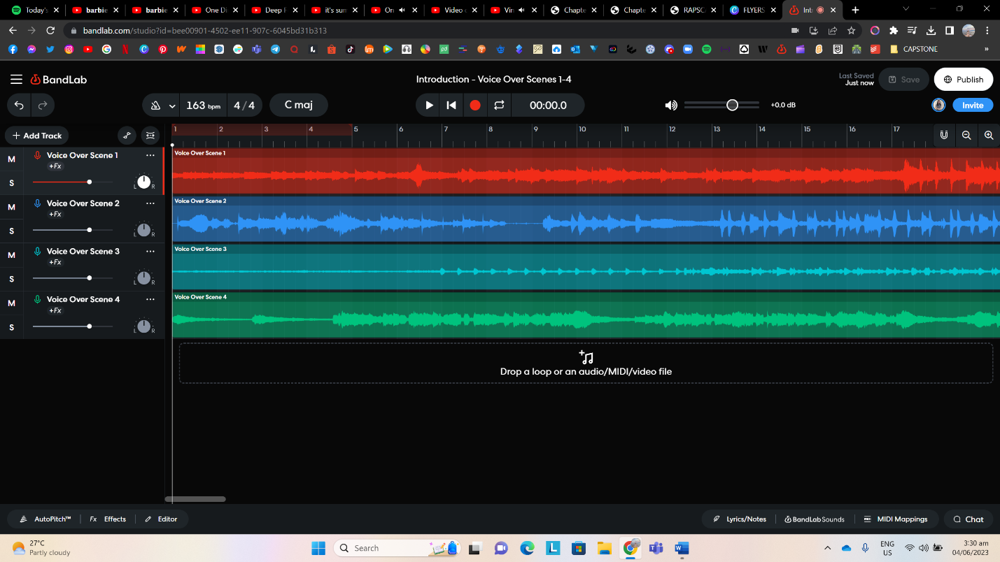 Today's
barbie
barbie
One Di
Deep F
it's sum
On
Video o
Vin
Chapte
Chapte
RAPSC
FLYERS
Int
bandlab.com/studio?id=bee00901-4502-ee11-907c-6045bd31b313
CAPSTONE
BandLab
Introduction - Voice Over Scenes 1-4
Last Saved
Just now
Save
Publish
163 bpm
4 / 4
C maj
00:00.0
+0.0 dB
Invite
Add Track
1 2 3 4 5 6 7 8 9 10 11 12 13 14 15 16 17
M
Voice Over Scene 1
+Fx
S
L R
Voice Over Scene 1
M
Voice Over Scene 2
+Fx
S
L R
Voice Over Scene 2
M
Voice Over Scene 3
+Fx
S
L R
Voice Over Scene 3
M
Voice Over Scene 4
+Fx
S
L R
Voice Over Scene 4
Drop a loop or an audio/MIDI/video file
AutoPitch™
Fx Effects
Editor
Lyrics/Notes
BandLab Sounds
MIDI Mappings
Chat
27°C
Partly cloudy
Search
ENG
US
3:30 am
04/06/2023